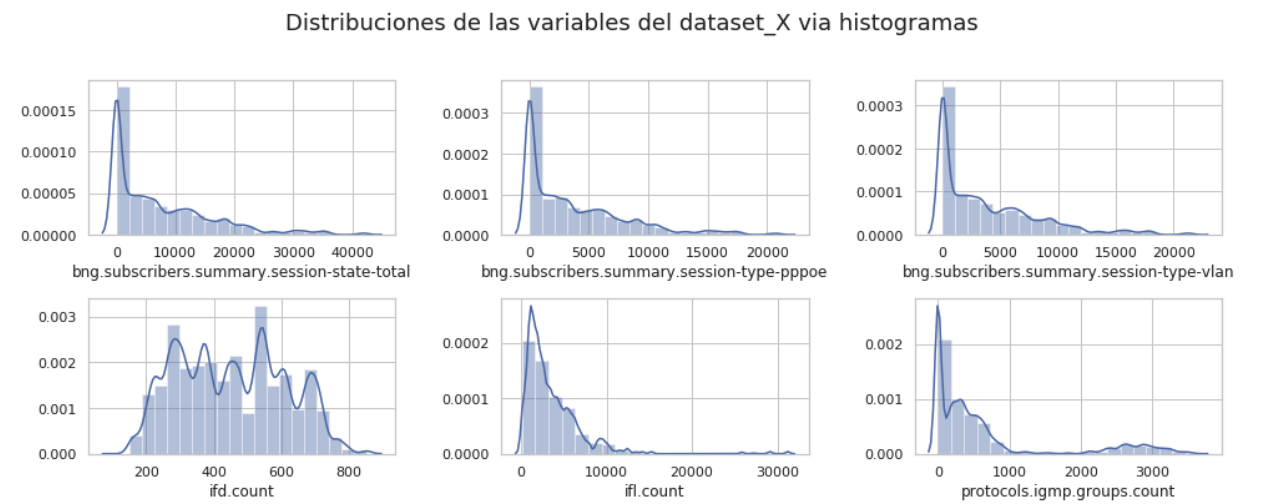 Distribuciones de las variables del dataset_X via histogramas
0.00015
0.00010
0.00005
0.00000
0 10000 20000 30000 40000
bng.subscribers.summary.session-state-total
0.0003
0.0002
0.0001
0.0000
0 5000 10000 15000 20000
bng.subscribers.summary.session-type-pppoe
0.0003
0.0002
0.0001
0.0000
0 5000 10000 15000 20000
bng.subscribers.summary.session-type-vlan
0.003
0.002
0.001
0.000
200 400 600 800
ifd.count
0.0002
0.0001
0.0000
0 10000 20000 30000
ifl.count
0.002
0.001
0.000
0 1000 2000 3000
protocols.igmp.groups.count